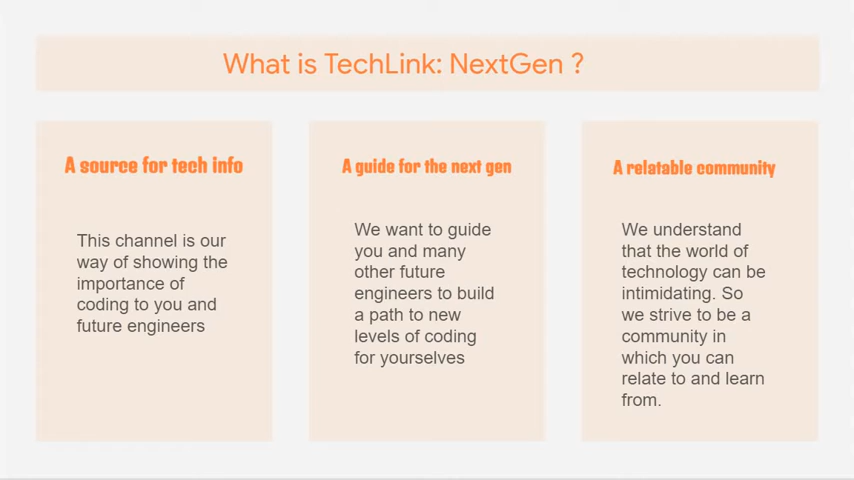 What is TechLink: NextGen ?
A source for tech info
This channel is our
way of showing the
importance of
coding to you and
future engineers
A guide for the next gen
We want to guide
you and many
other future
engineers to build
a path to new
levels of coding
for yourselves
A relatable community
We understand
that the world of
technology can be
intimidating. So
we strive to be a
community in
which you can
relate to and learn
from.